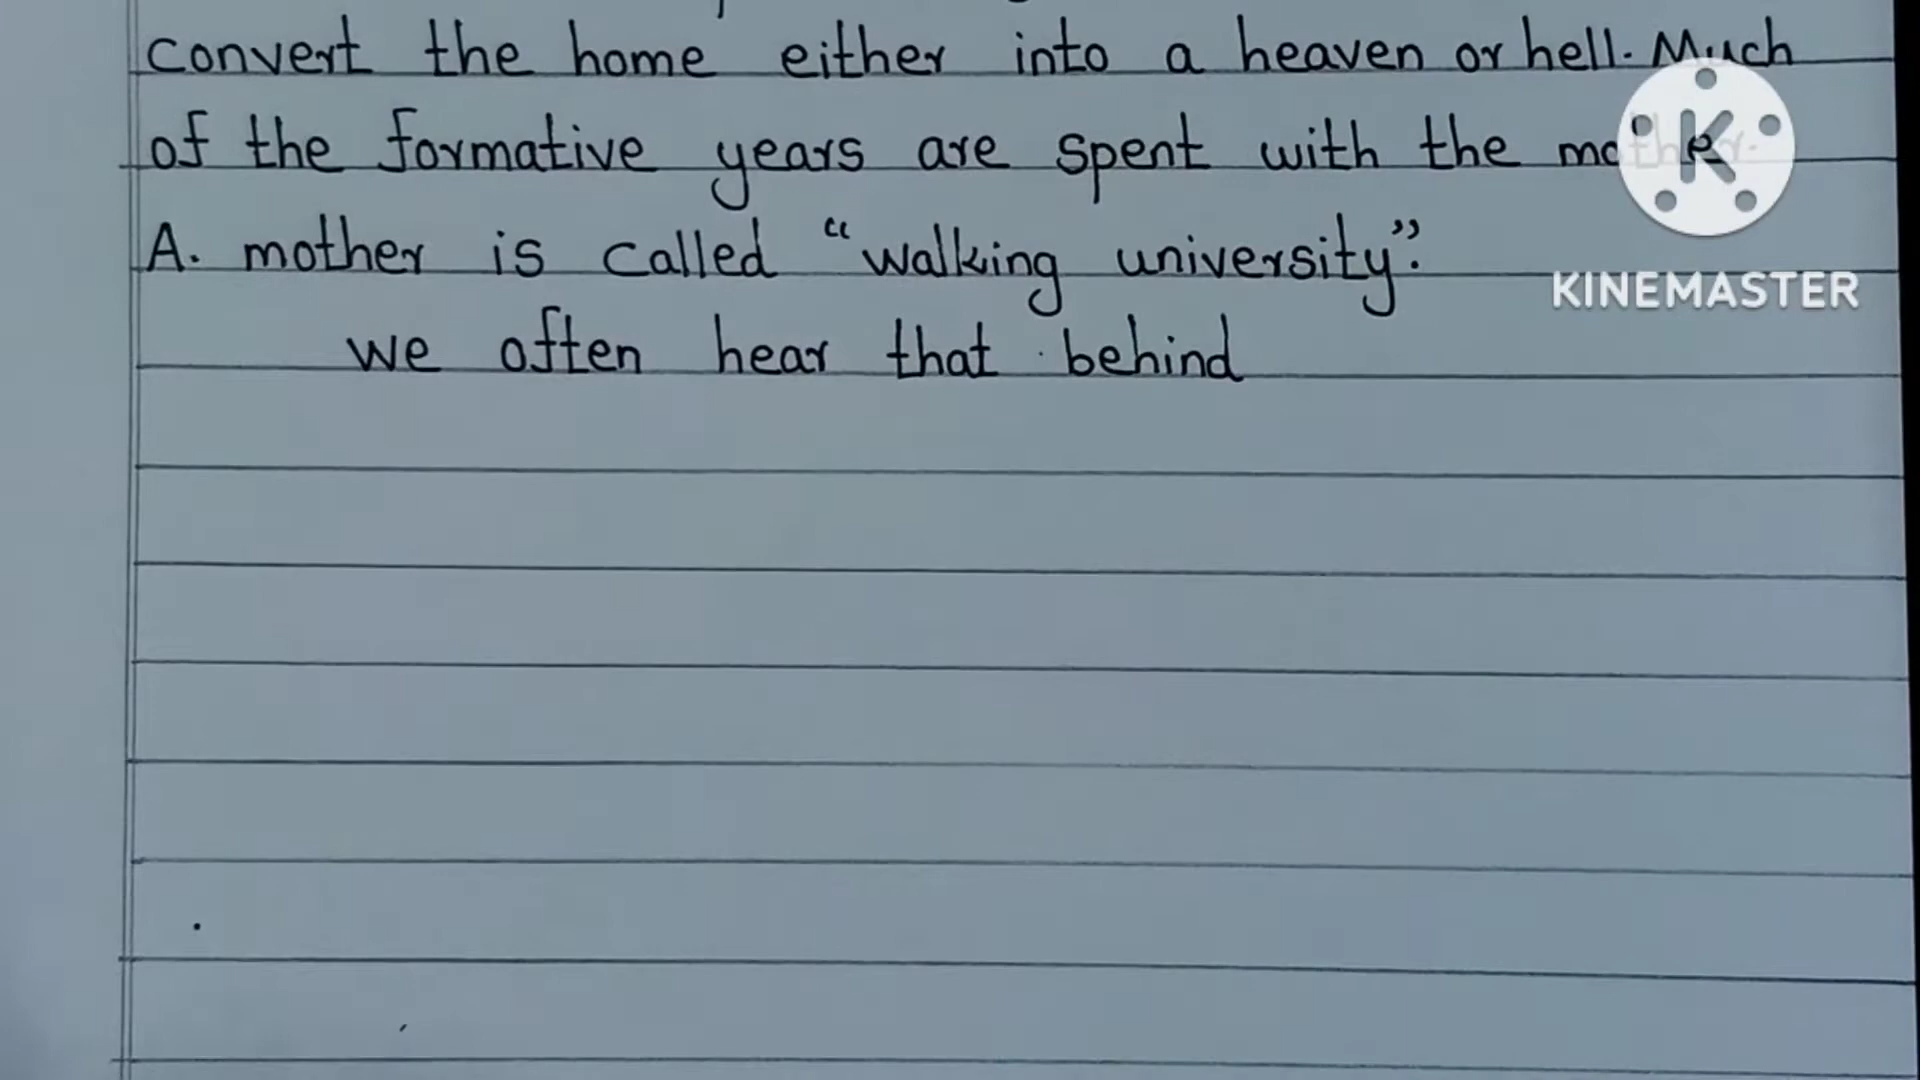 convert the home either into a heaven or hell. Much
of the formative years are spent with the mother.
A. mother is called “walking university”.
we often hear that behind
K
KINEMASTER